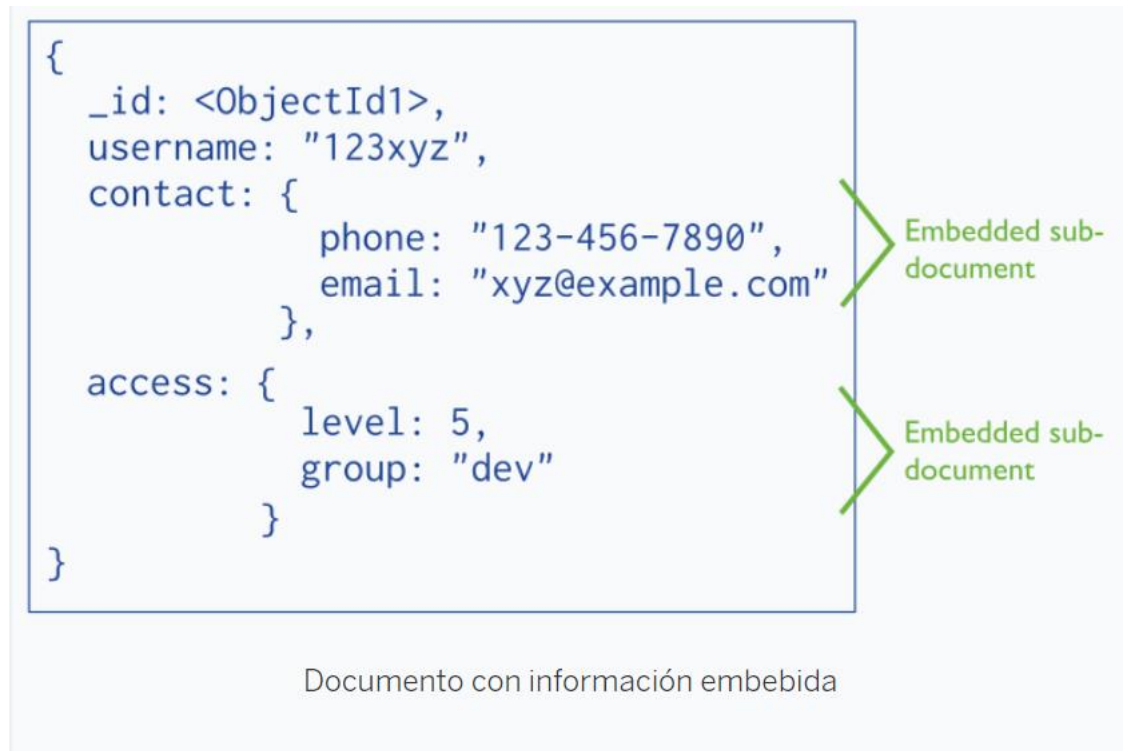 {
_id: <ObjectId1>,
username: "123xyz",
contact: {
phone: "123-456-7890",
email: "xyz@example.com"
},
Embedded sub-
document
access: {
level: 5,
group: "dev"
}
Embedded sub-
document
}
Documento con información embebida